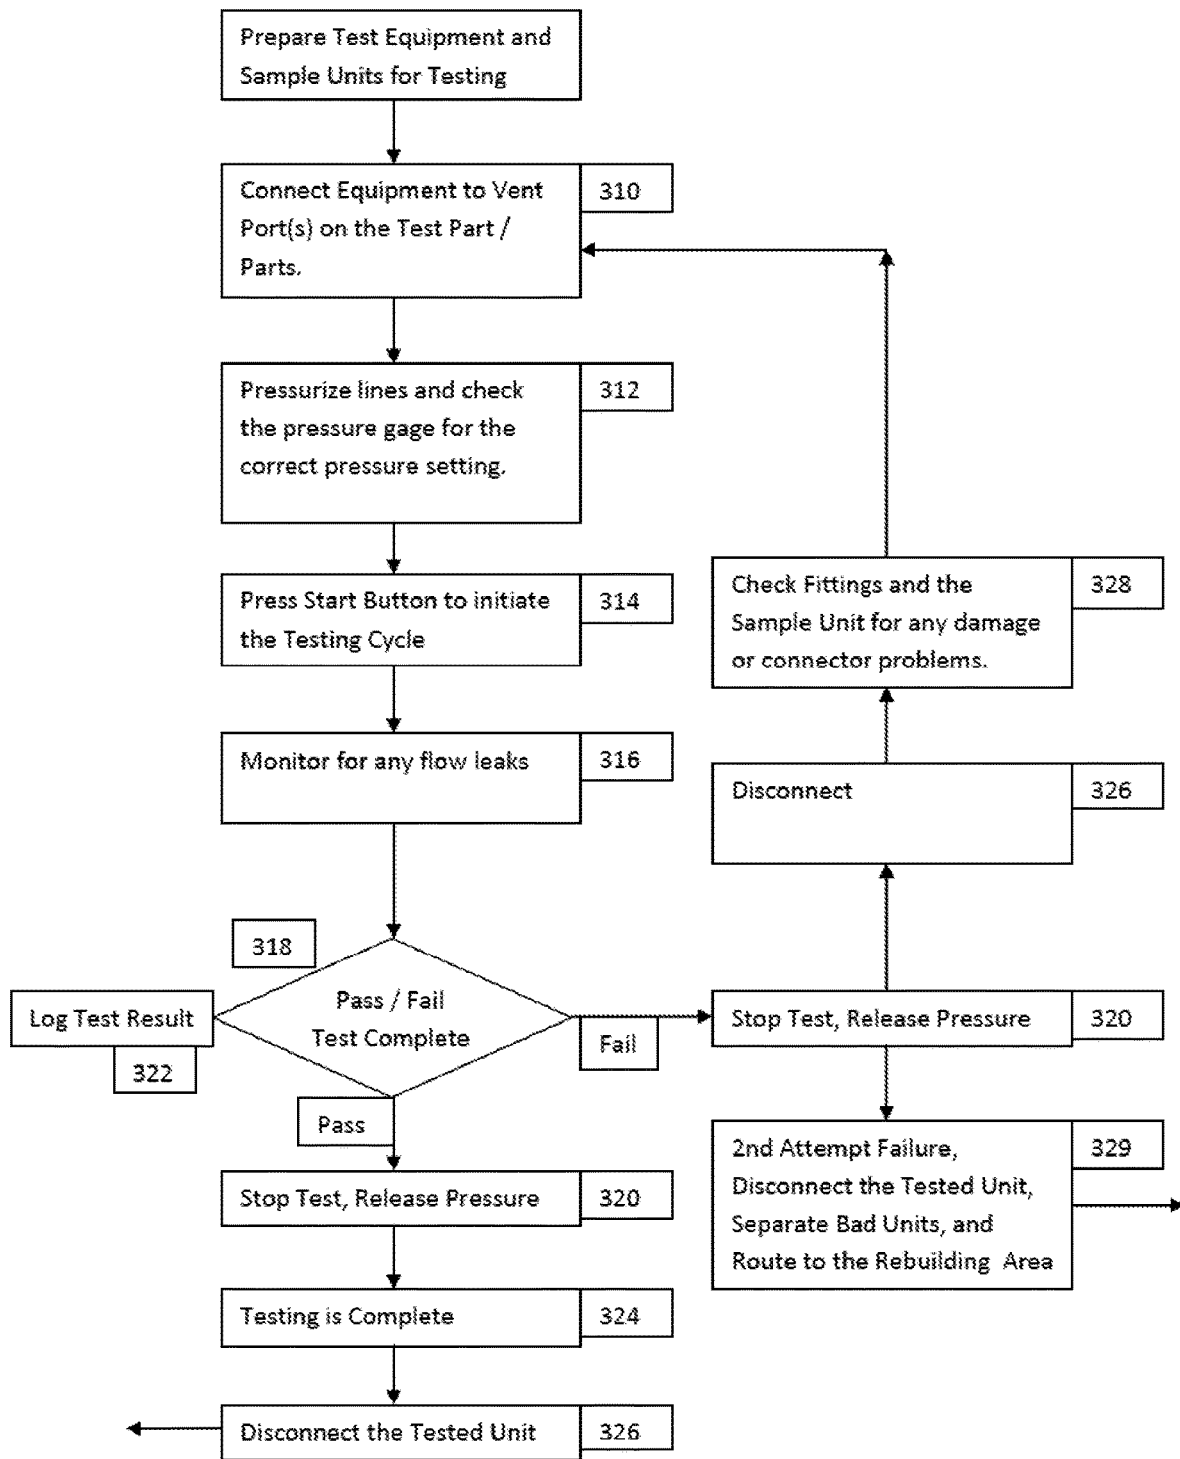 Prepare Test Equipment and
Sample Units for Testing
Connect Equipment to Vent
Port(s) on the Test Part /
Parts.
310
Pressurize lines and check
the pressure gage for the
correct pressure setting.
312
Press Start Button to initiate
the Testing Cycle
314
Monitor for any flow leaks
316
318
Pass / Fail
Test Complete
Log Test Result
322
Fail
Pass
Stop Test, Release Pressure
320
Testing is Complete
324
Disconnect the Tested Unit
326
Check Fittings and the
Sample Unit for any damage
or connector problems.
328
Disconnect
326
Stop Test, Release Pressure
320
2nd Attempt Failure,
Disconnect the Tested Unit,
Separate Bad Units, and
Route to the Rebuilding Area
329